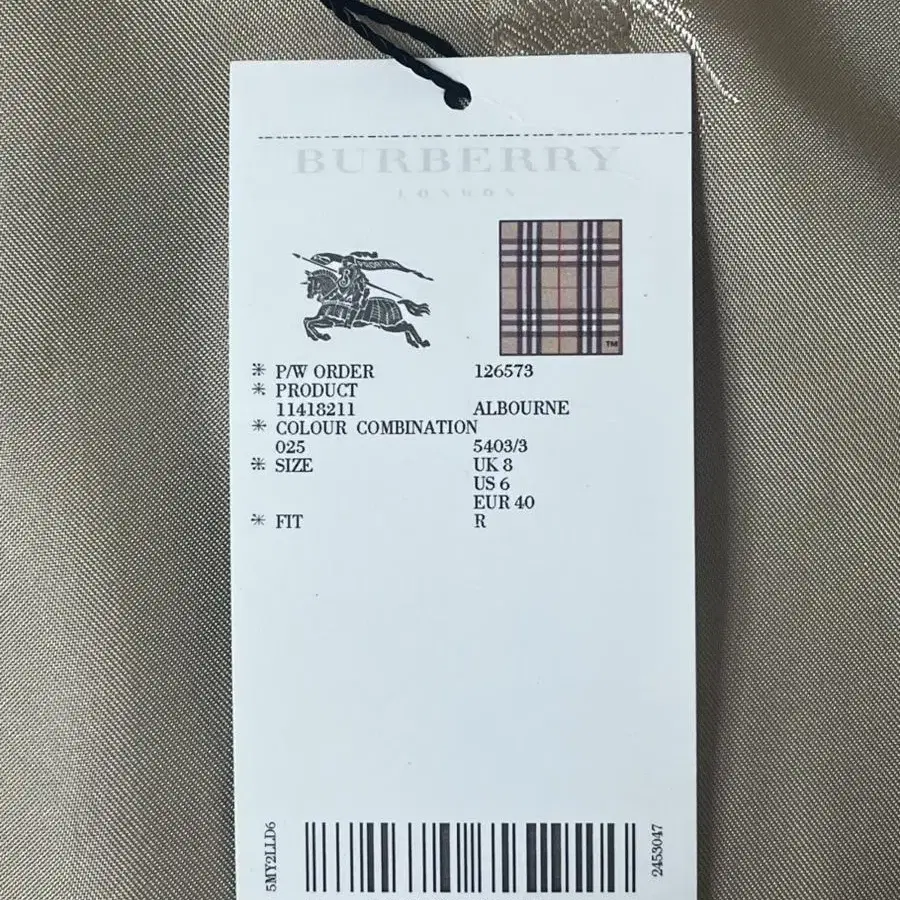 BURBERRY
LONDON
PRORSUM
TM
* P/W ORDER 126573
* PRODUCT
11418211 ALBOURNE
* COLOUR COMBINATION
025 5403/3
* SIZE UK 8
US 6
EUR 40
* FIT R
5MY2LLD6
2453047